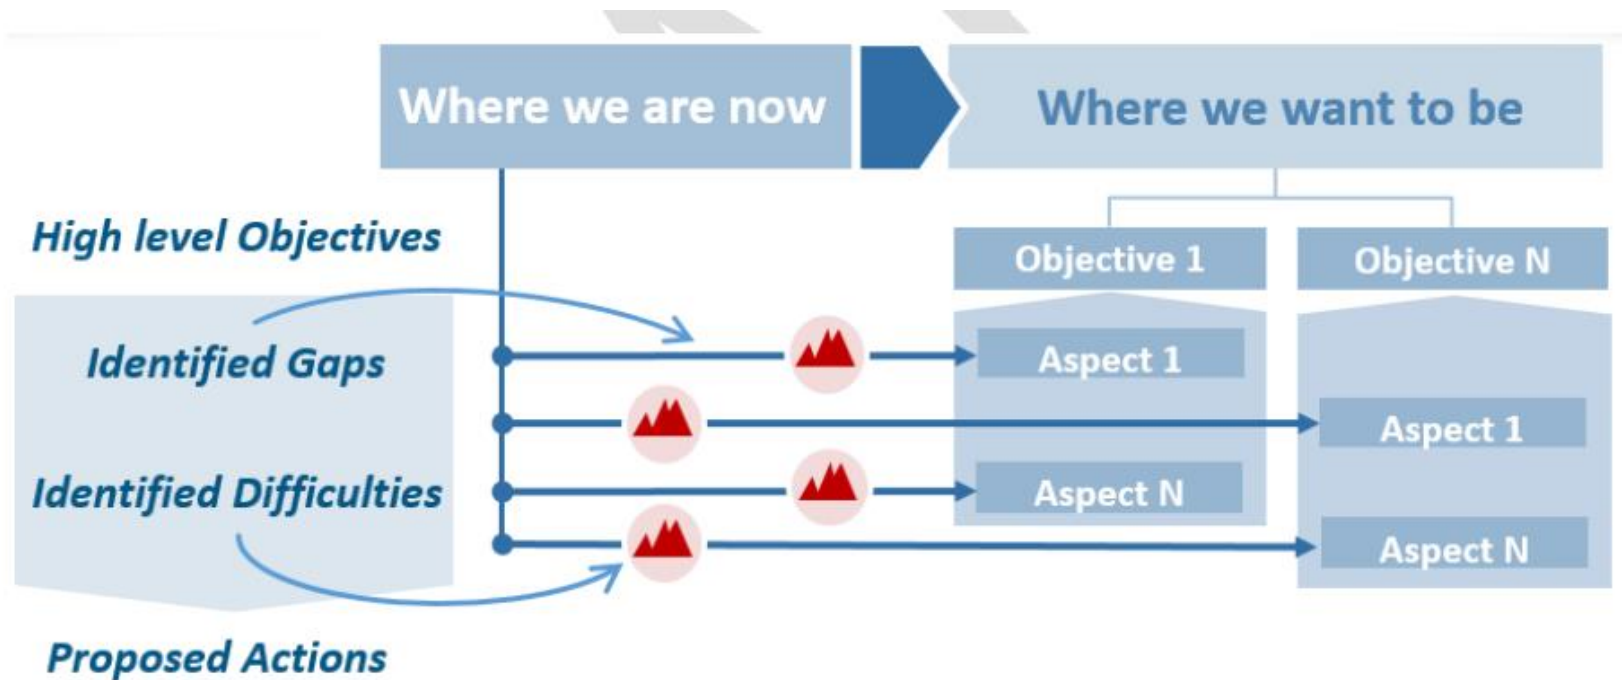 Where we are now
Where we want to be
High level Objectives
Objective 1
Objective N
Identified Gaps
Aspect 1
Aspect 1
Identified Difficulties
Aspect N
Aspect N
Proposed Actions